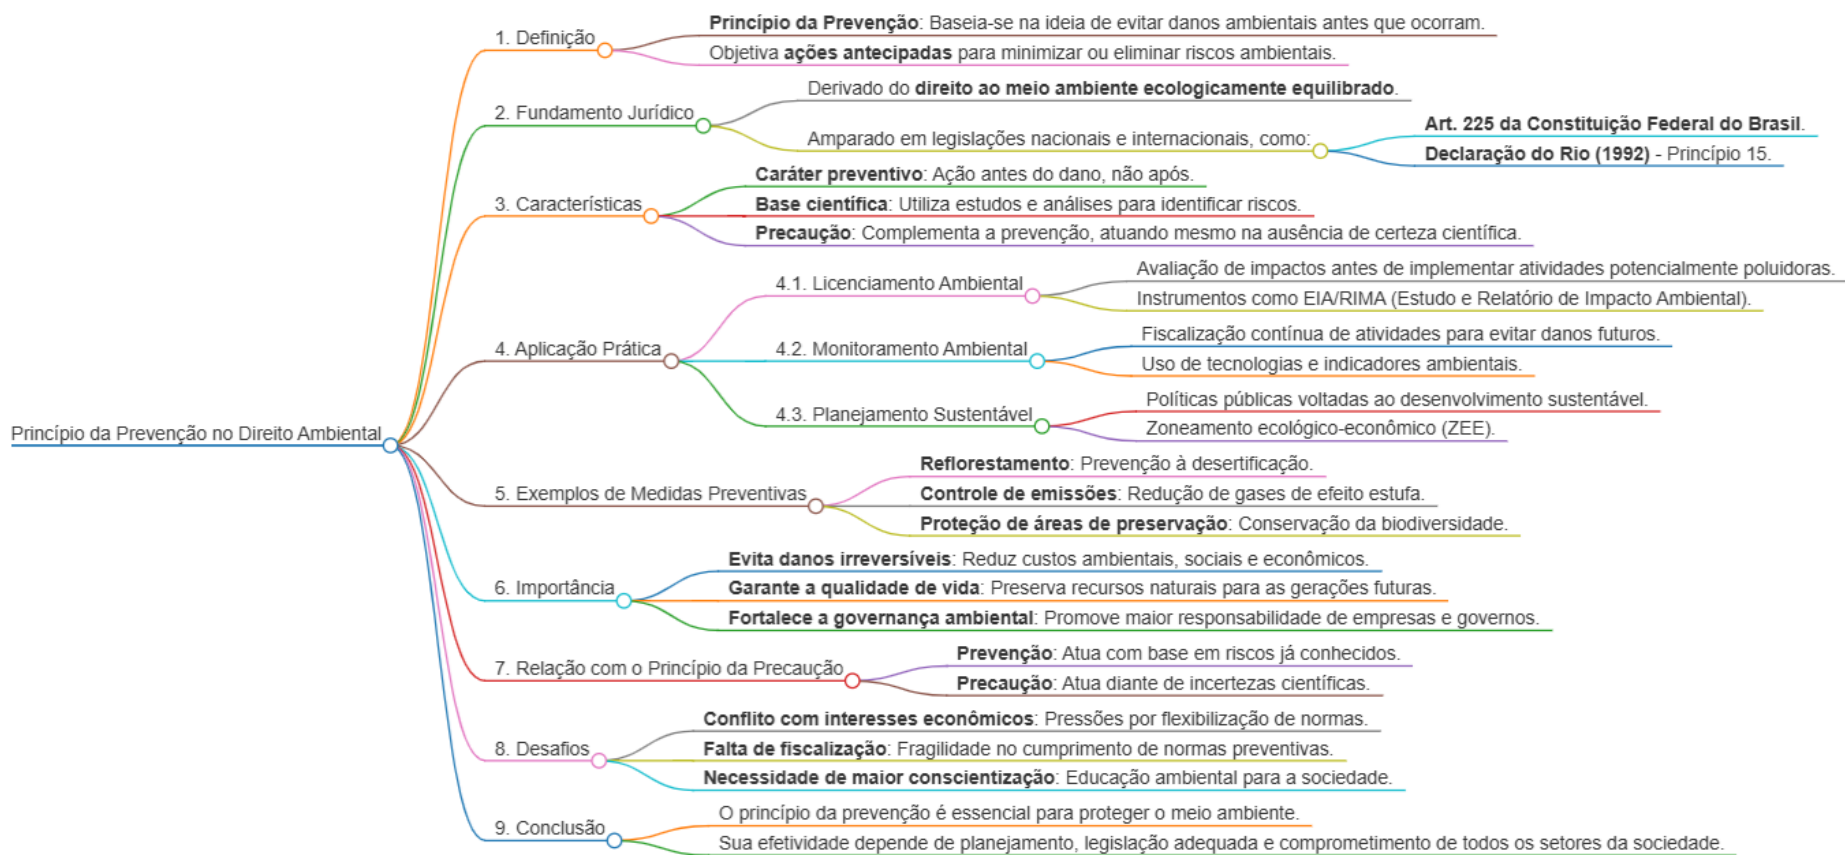 Princípio da Prevenção no Direito Ambiental
1. Definição
Princípio da Prevenção: Baseia-se na ideia de evitar danos ambientais antes que ocorram.
Objetiva ações antecipadas para minimizar ou eliminar riscos ambientais.
2. Fundamento Jurídico
Derivado do direito ao meio ambiente ecologicamente equilibrado.
Amparado em legislações nacionais e internacionais, como:
Art. 225 da Constituição Federal do Brasil.
Declaração do Rio (1992) - Princípio 15.
3. Características
Caráter preventivo: Ação antes do dano, não após.
Base científica: Utiliza estudos e análises para identificar riscos.
Precaução: Complementa a prevenção, atuando mesmo na ausência de certeza científica.
4. Aplicação Prática
4.1. Licenciamento Ambiental
Avaliação de impactos antes de implementar atividades potencialmente poluidoras.
Instrumentos como EIA/RIMA (Estudo e Relatório de Impacto Ambiental).
4.2. Monitoramento Ambiental
Fiscalização contínua de atividades para evitar danos futuros.
Uso de tecnologias e indicadores ambientais.
4.3. Planejamento Sustentável
Políticas públicas voltadas ao desenvolvimento sustentável.
Zoneamento ecológico-econômico (ZEE).
5. Exemplos de Medidas Preventivas
Reflorestamento: Prevenção à desertificação.
Controle de emissões: Redução de gases de efeito estufa.
Proteção de áreas de preservação: Conservação da biodiversidade.
6. Importância
Evita danos irreversíveis: Reduz custos ambientais, sociais e econômicos.
Garante a qualidade de vida: Preserva recursos naturais para as gerações futuras.
Fortalece a governança ambiental: Promove maior responsabilidade de empresas e governos.
7. Relação com o Princípio da Precaução
Prevenção: Atua com base em riscos já conhecidos.
Precaução: Atua diante de incertezas científicas.
8. Desafios
Conflito com interesses econômicos: Pressões por flexibilização de normas.
Falta de fiscalização: Fragilidade no cumprimento de normas preventivas.
Necessidade de maior conscientização: Educação ambiental para a sociedade.
9. Conclusão
O princípio da prevenção é essencial para proteger o meio ambiente.
Sua efetividade depende de planejamento, legislação adequada e comprometimento de todos os setores da sociedade.